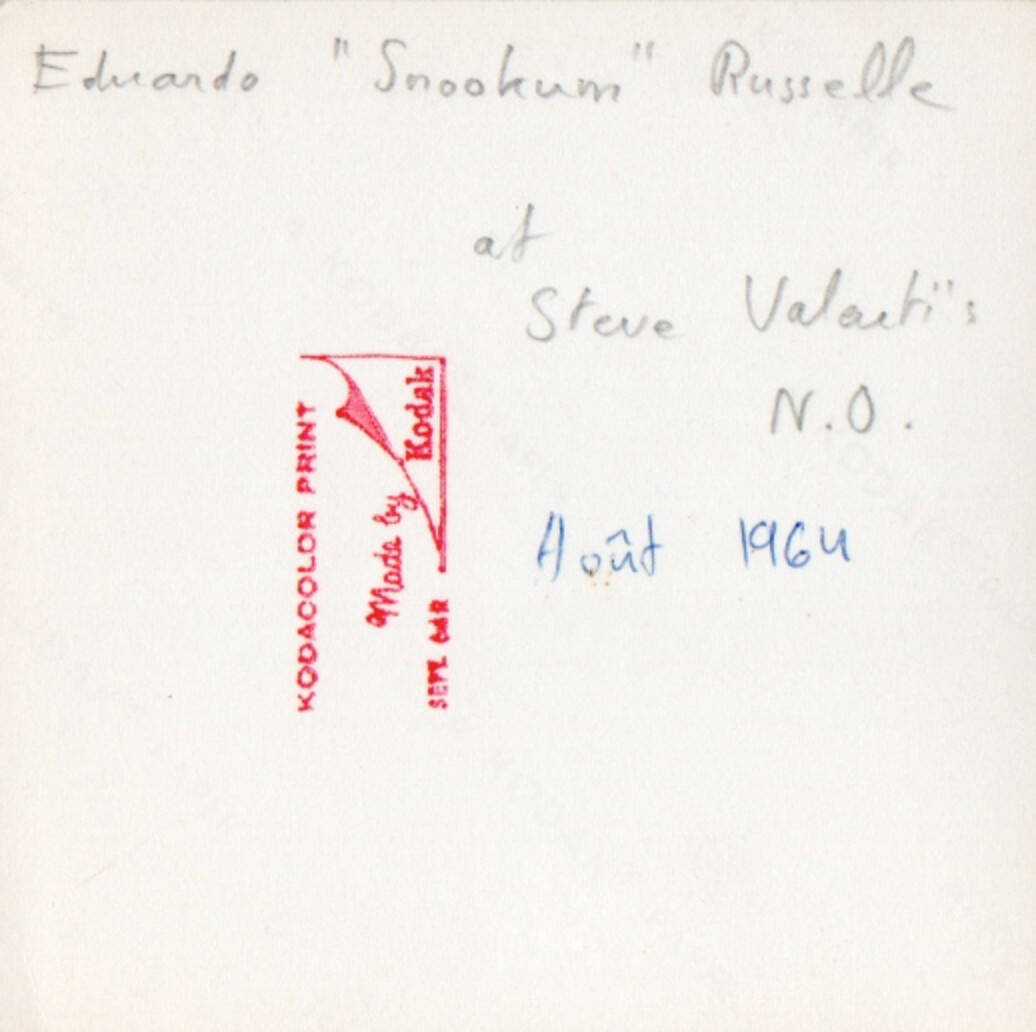 Eduardo "Snookum" Russelle
at
Steve Valenti's
N.O.
Août 1964
KODACOLOR PRINT
Made by
Kodak
SEPT. 64R